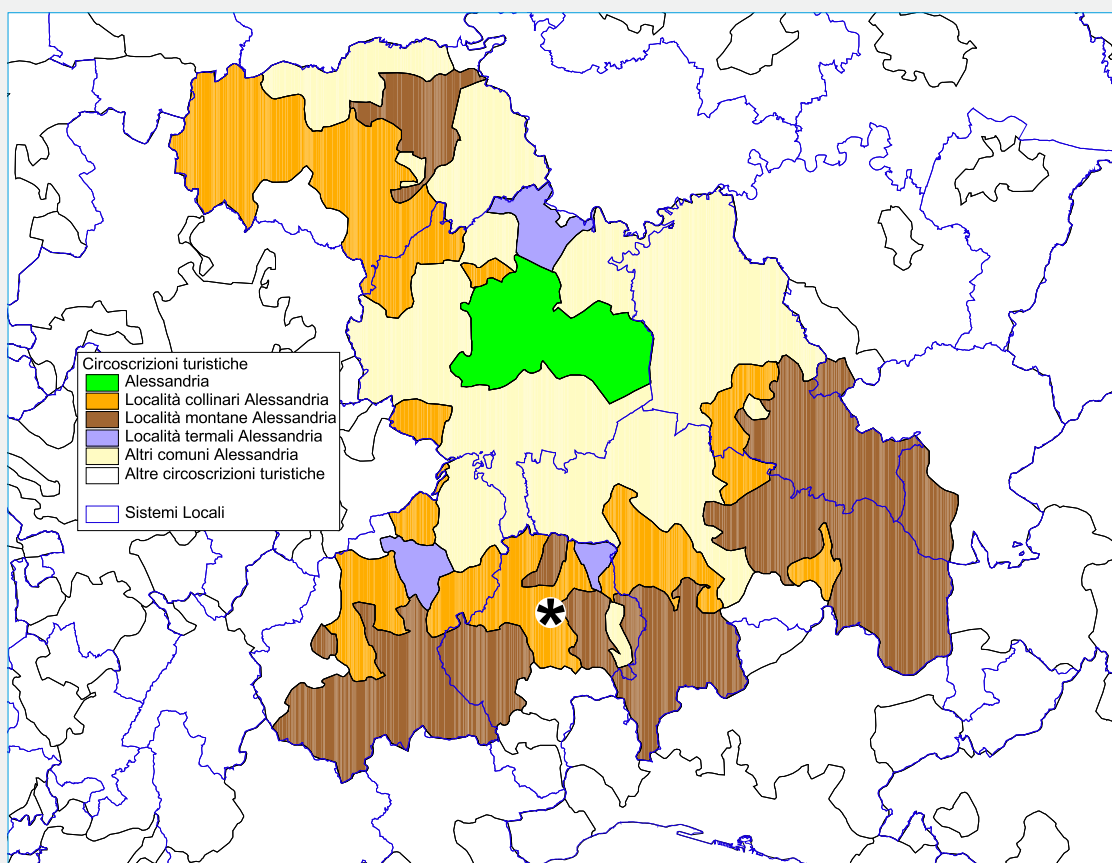 Circoscrizioni turistiche
Alessandria
Località collinari Alessandria
Località montane Alessandria
Località termali Alessandria
Altri comuni Alessandria
Altre circoscrizioni turistiche
Sistemi Locali
*